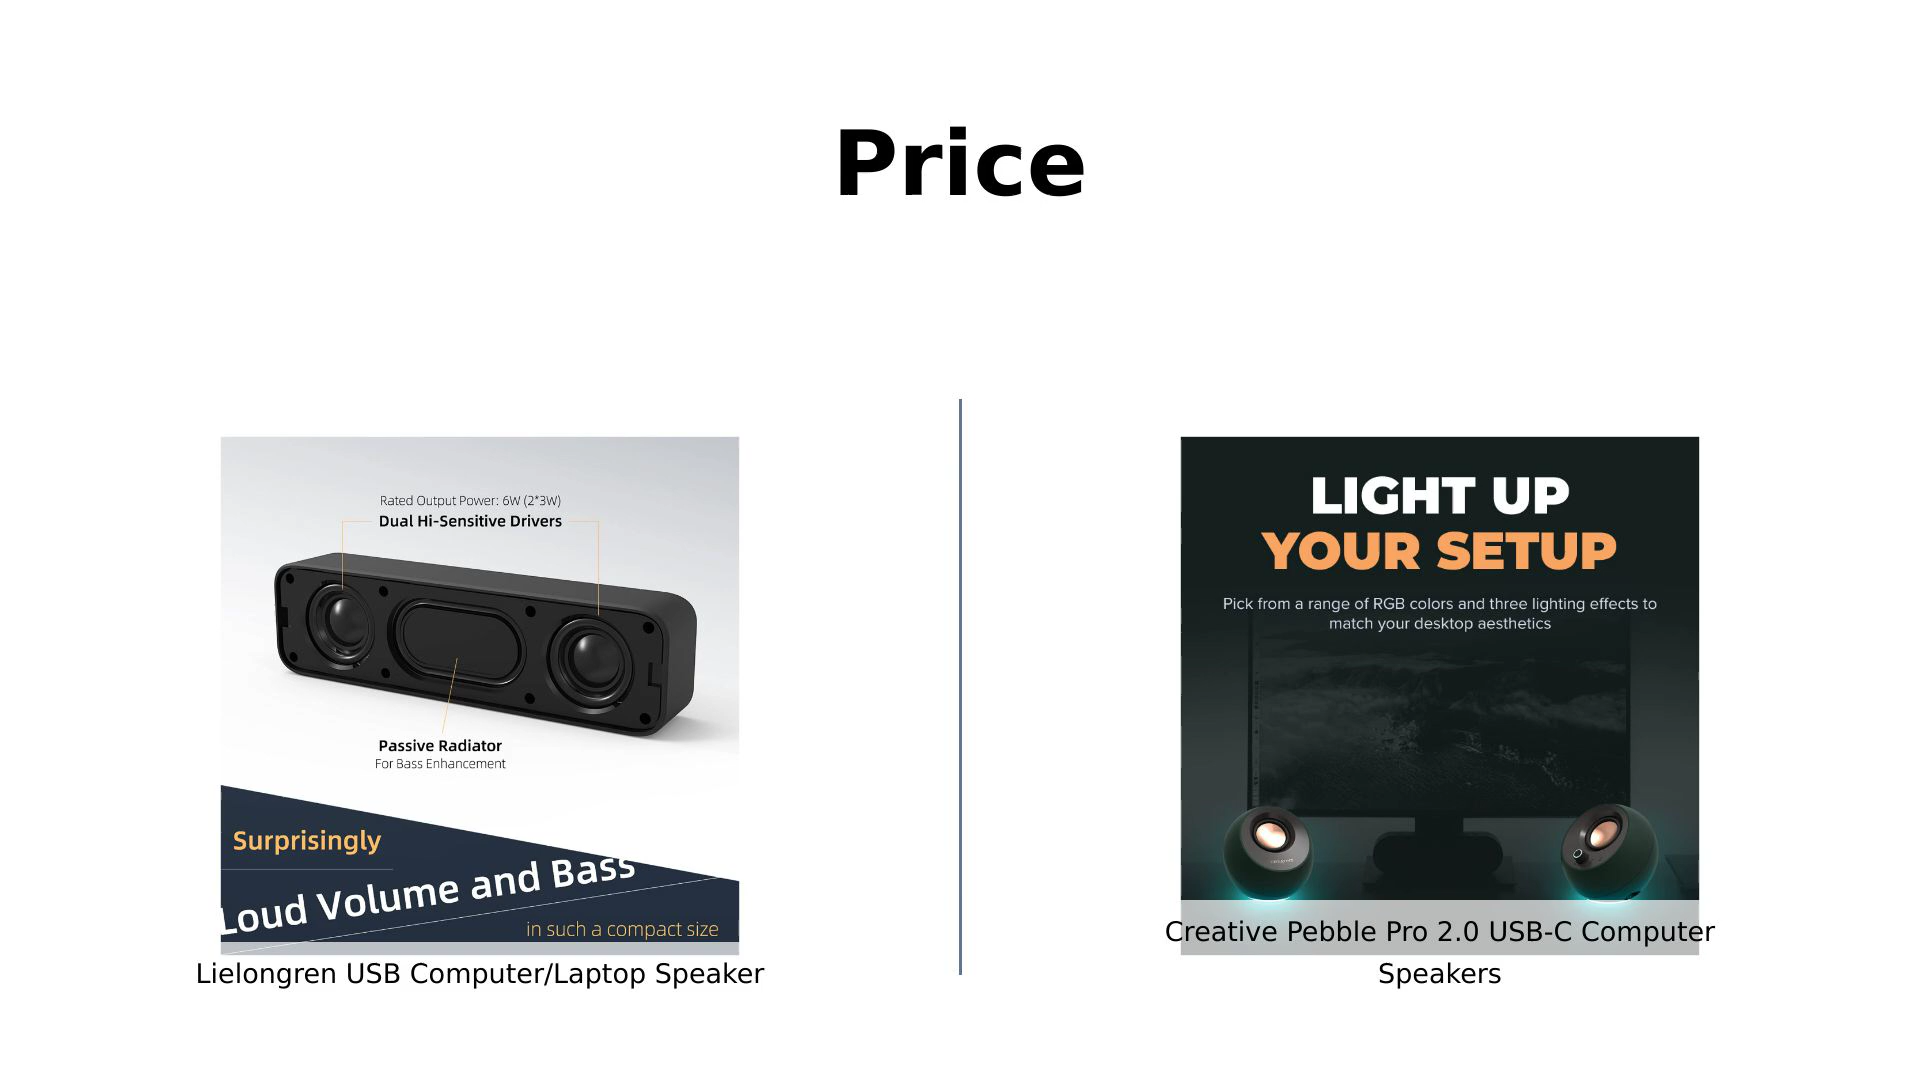 Price
Rated Output Power: 6W (2*3W)
Dual Hi-Sensitive Drivers
Passive Radiator
For Bass Enhancement
Surprisingly
Loud Volume and Bass
in such a compact size
Lielongren USB Computer/Laptop Speaker
LIGHT UP
YOUR SETUP
Pick from a range of RGB colors and three lighting effects to
match your desktop aesthetics
Creative Pebble Pro 2.0 USB-C Computer
Speakers